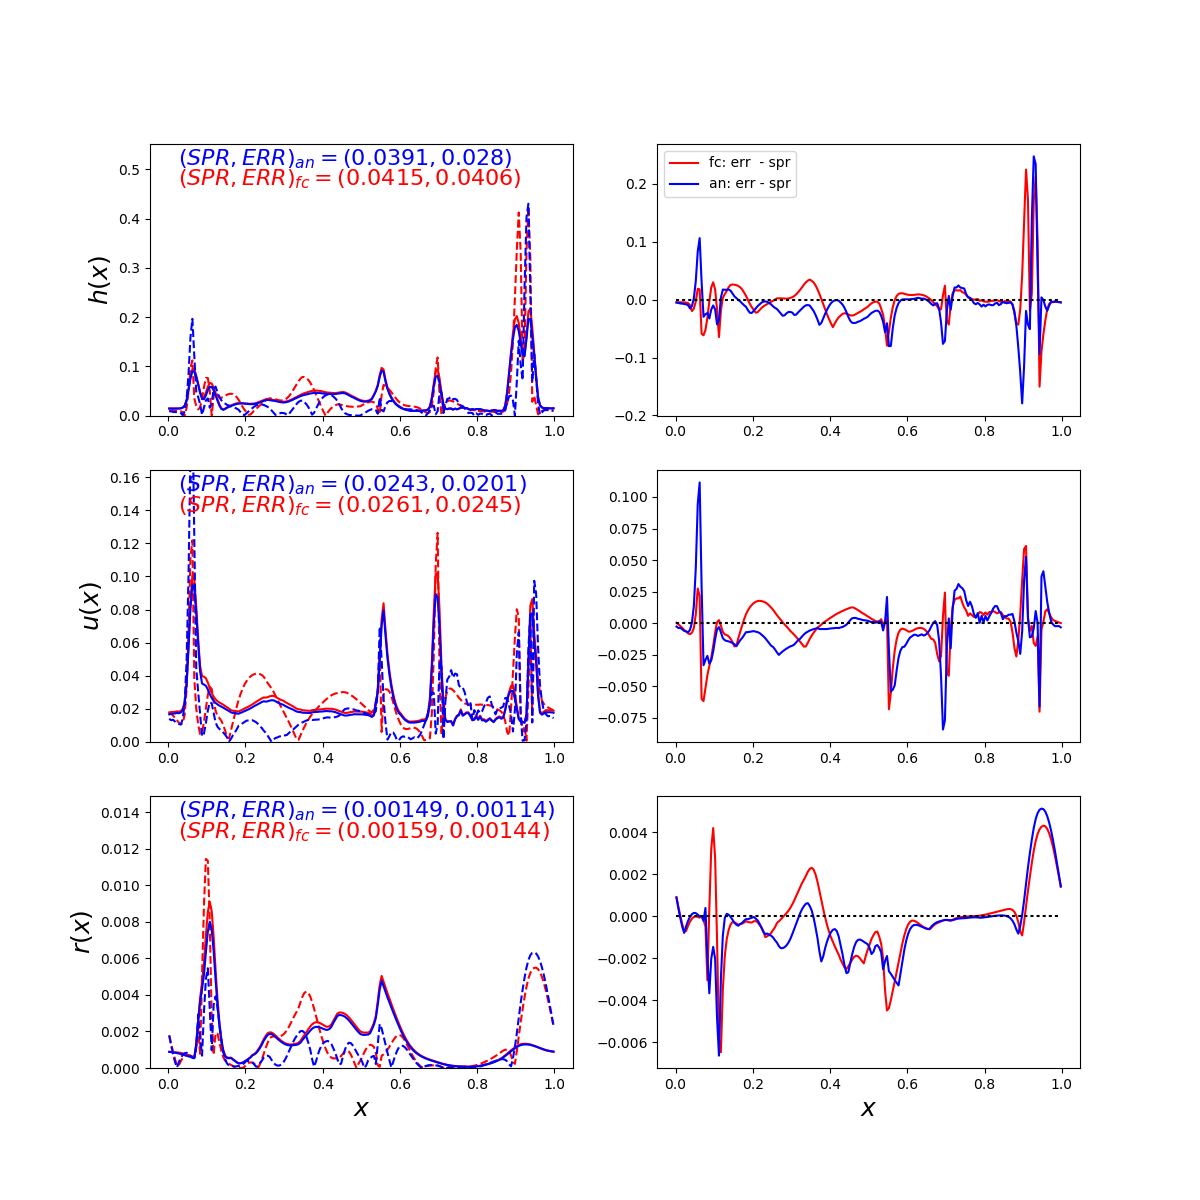 (SPR, ERR)an = (0.0391, 0.028)
(SPR, ERR)fc = (0.0415, 0.0406)
h(x)
0.5
0.4
0.3
0.2
0.1
0.0
0.0 0.2 0.4 0.6 0.8 1.0
fc: err - spr
an: err - spr
0.2
0.1
0.0
−0.1
−0.2
0.0 0.2 0.4 0.6 0.8 1.0
(SPR, ERR)an = (0.0243, 0.0201)
(SPR, ERR)fc = (0.0261, 0.0245)
u(x)
0.16
0.14
0.12
0.10
0.08
0.06
0.04
0.02
0.00
0.0 0.2 0.4 0.6 0.8 1.0
0.100
0.075
0.050
0.025
0.000
−0.025
−0.050
−0.075
0.0 0.2 0.4 0.6 0.8 1.0
(SPR, ERR)an = (0.00149, 0.00114)
(SPR, ERR)fc = (0.00159, 0.00144)
r(x)
0.014
0.012
0.010
0.008
0.006
0.004
0.002
0.000
0.0 0.2 0.4 0.6 0.8 1.0
x
0.004
0.002
0.000
−0.002
−0.004
−0.006
0.0 0.2 0.4 0.6 0.8 1.0
x